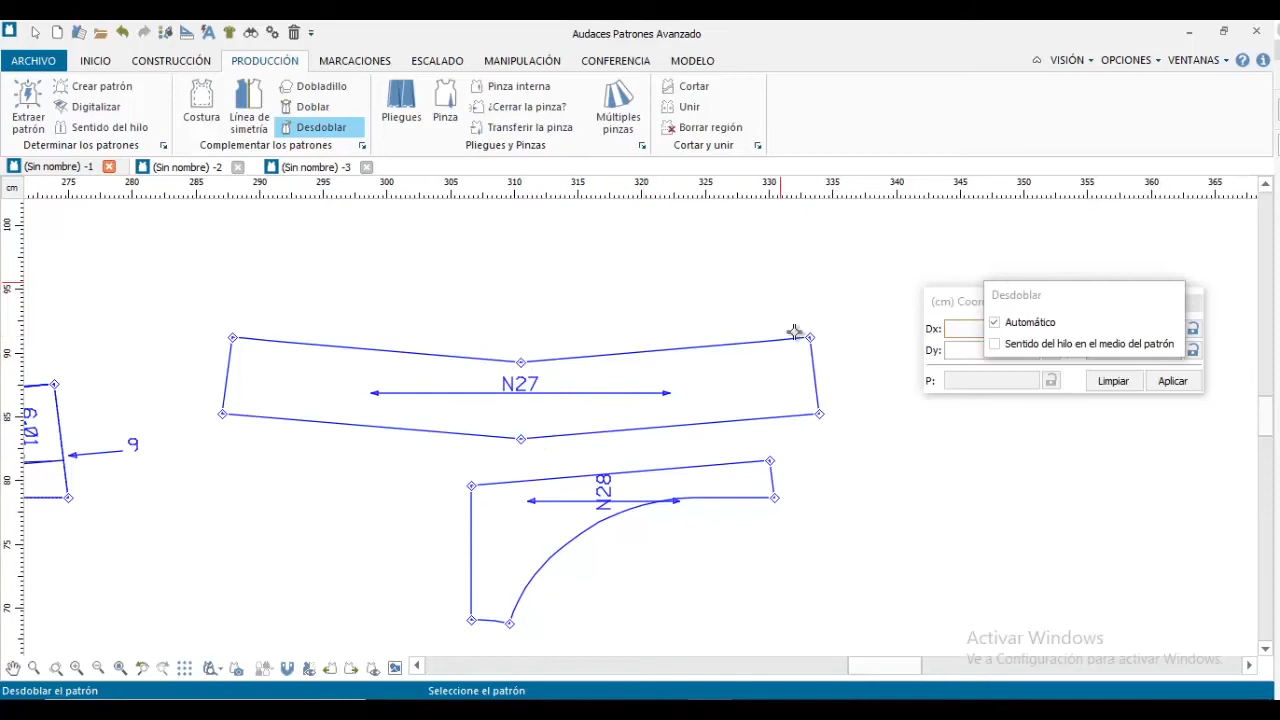 Audaces Patrones Avanzado
ARCHIVO INICIO CONSTRUCCIÓN PRODUCCIÓN MARCACIONES ESCALADO MANIPULACIÓN CONFERENCIA MODELO VISIÓN OPCIONES VENTANAS
Extraer patrón
Crear patrón
Digitalizar
Sentido del hilo
Determinar los patrones
Costura
Línea de simetría
Dobladillo
Doblar
Desdoblar
Complementar los patrones
Pliegues
Pinza
Pinza interna
¿Cerrar la pinza?
Transferir la pinza
Múltiples pinzas
Pliegues y Pinzas
Cortar
Unir
Borrar región
Cortar y unir
(Sin nombre) -1 (Sin nombre) -2 (Sin nombre) -3
cm 275 280 285 290 295 300 305 310 315 320 325 330 335 340 345 350 355 360 365
100
95
90
85
80
75
70
(cm) Coor
Dx:
Dy:
P:
Limpiar Aplicar
Desdoblar
Automático
Sentido del hilo en el medio del patrón
N27
N28
6,01
6
Activar Windows
Ve a Configuración para activar Windows.
Desdoblar el patrón Seleccione el patrón